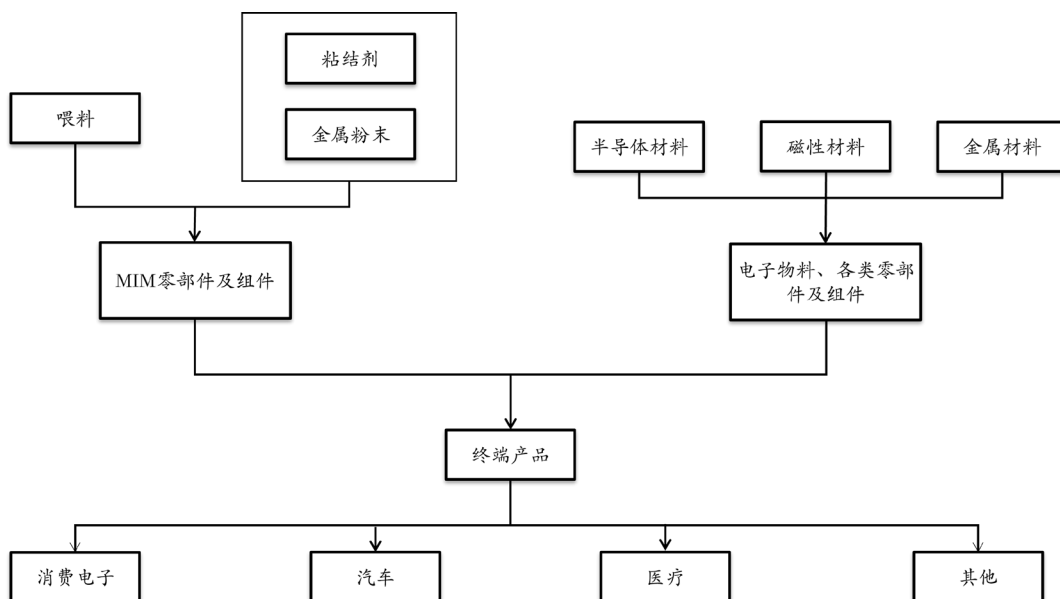 粘结剂
喂料
金属粉末
半导体材料
磁性材料
金属材料
MIM零部件及组件
电子物料、各类零部
件及组件
终端产品
消费电子
汽车
医疗
其他